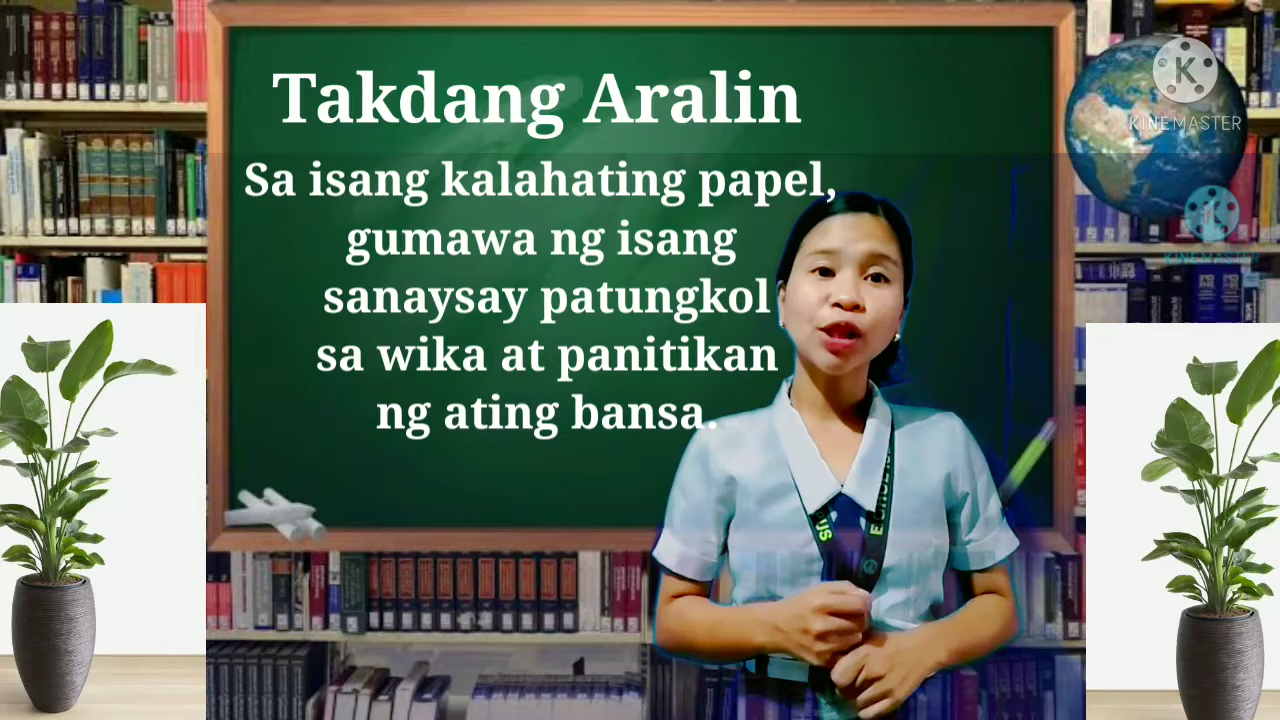 Takdang Aralin
Sa isang kalahating papel,
gumawa ng isang
sanaysay patungkol
sa wika at panitikan
ng ating bansa.
K
KINEMASTER
K
KINEMASTER